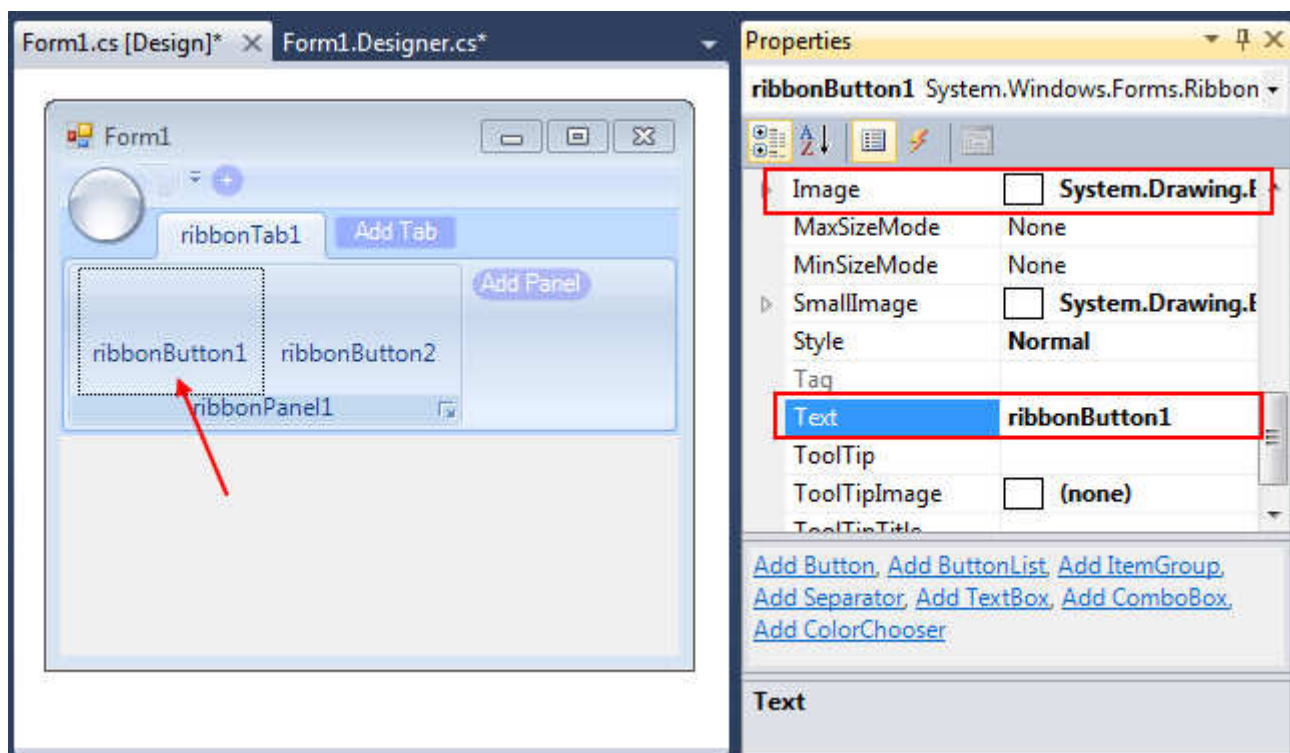 Form1.cs [Design]* Form1.Designer.cs*
Form1
ribbonTab1 Add Tab
Add Panel
ribbonButton1 ribbonButton2
ribbonPanel1
Properties
ribbonButton1 System.Windows.Forms.Ribbon
Image System.Drawing.
MaxSizeMode None
MinSizeMode None
SmallImage System.Drawing.
Style Normal
Tag
Text ribbonButton1
ToolTip
ToolTipImage (none)
ToolTipTitle
Add Button, Add ButtonList, Add ItemGroup,
Add Separator, Add TextBox, Add ComboBox,
Add ColorChooser
Text